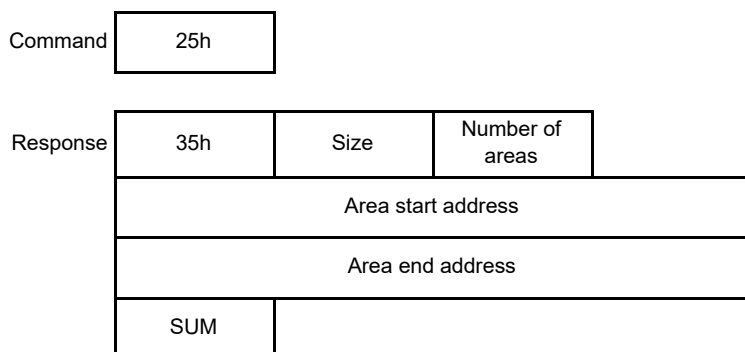 Command 25h
Response 35h Size Number of
areas
Area start address
Area end address
SUM